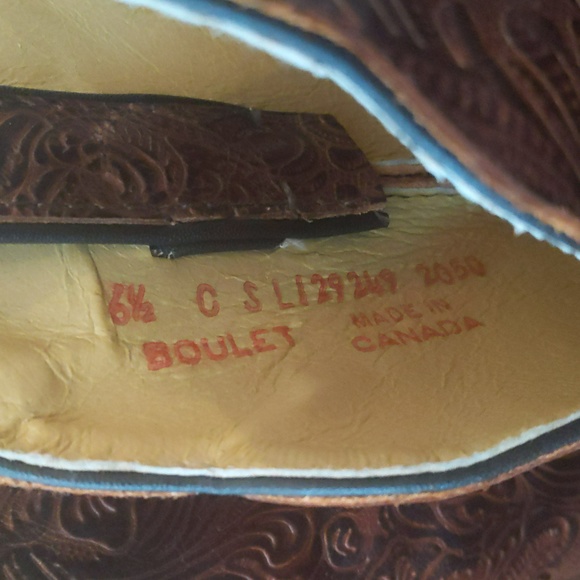 6½ C S L129249 2050
BOULET MADE IN
CANADA